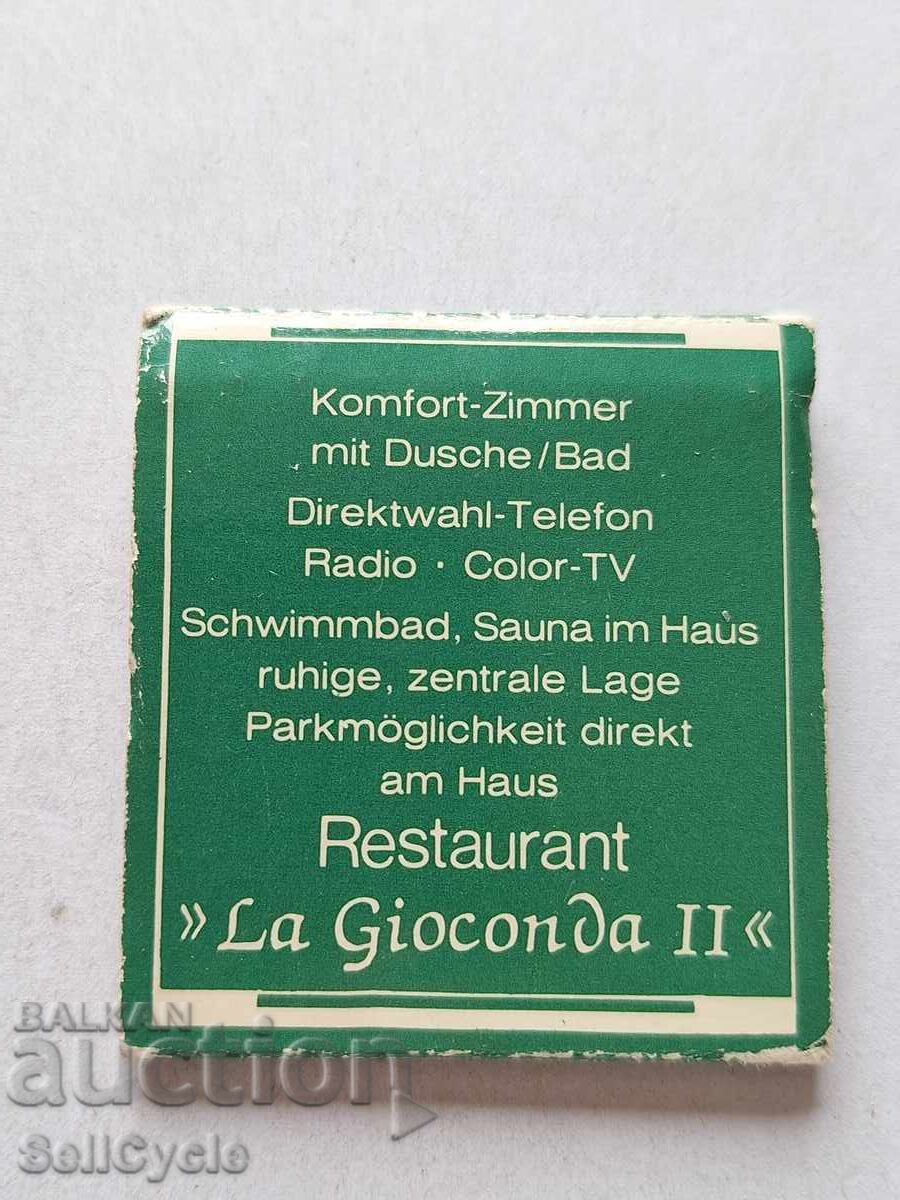 Komfort-Zimmer
mit Dusche/Bad
Direktwahl-Telefon
Radio · Color-TV
Schwimmbad, Sauna im Haus
ruhige, zentrale Lage
Parkmöglichkeit direkt
am Haus
Restaurant
»La Gioconda II«
BALKAN
auction
SellCycle